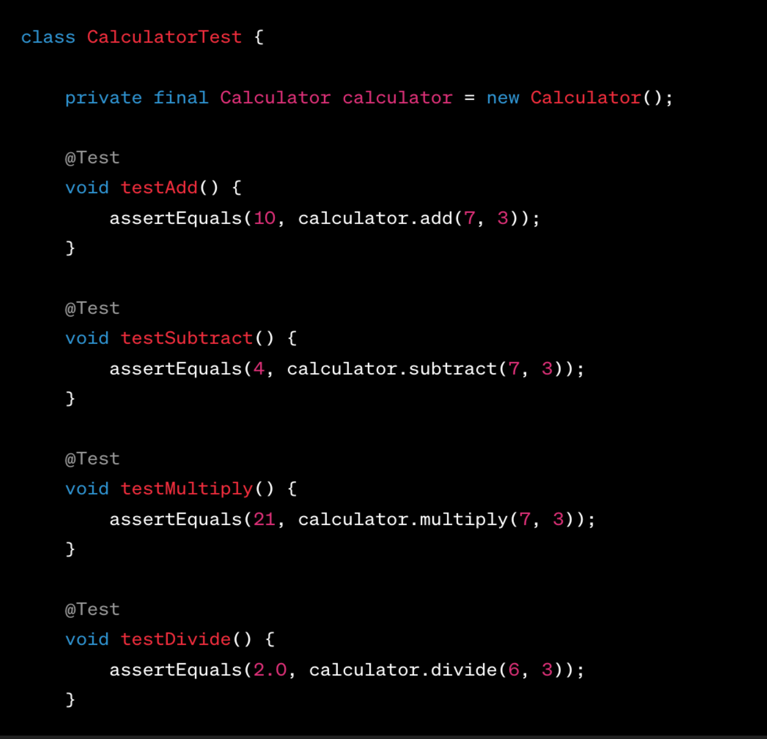 class CalculatorTest {
private final Calculator calculator = new Calculator();
@Test
void testAdd() {
assertEquals(10, calculator.add(7, 3));
}
@Test
void testSubtract() {
assertEquals(4, calculator.subtract(7, 3));
}
@Test
void testMultiply() {
assertEquals(21, calculator.multiply(7, 3));
}
@Test
void testDivide() {
assertEquals(2.0, calculator.divide(6, 3));
}